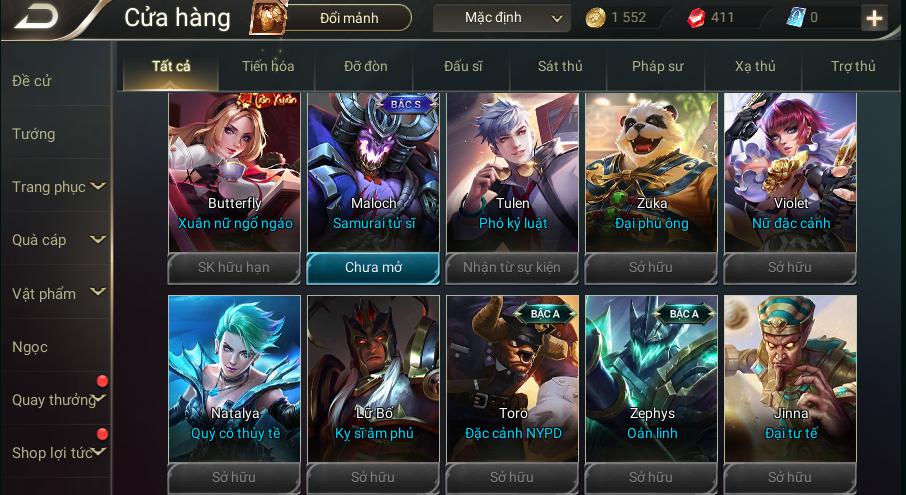 Cửa hàng
Đổi mảnh
Mặc định
1 552
411
0
Đề cử
Tướng
Trang phục
Quà cáp
Vật phẩm
Ngọc
Quay thưởng
Shop lợi tức
Tất cả
Tiến hóa
Đỡ đòn
Đấu sĩ
Sát thủ
Pháp sư
Xạ thủ
Trợ thủ
Tân Xuân
Butterfly
Xuân nữ ngổ ngáo
SK hữu hạn
BẬC S
Maloch
Samurai tử sĩ
Chưa mở
Tulen
Phó kỷ luật
Nhận từ sự kiện
Zuka
Đại phú ông
Sở hữu
Violet
Nữ đặc cảnh
Sở hữu
Natalya
Quý cô thủy tề
Sở hữu
Lữ Bố
Kỵ sĩ âm phủ
Sở hữu
BẬC A
Toro
Đặc cảnh NYPD
Sở hữu
BẬC A
Zephys
Oán linh
Sở hữu
Jinna
Đại tư tế
Sở hữu